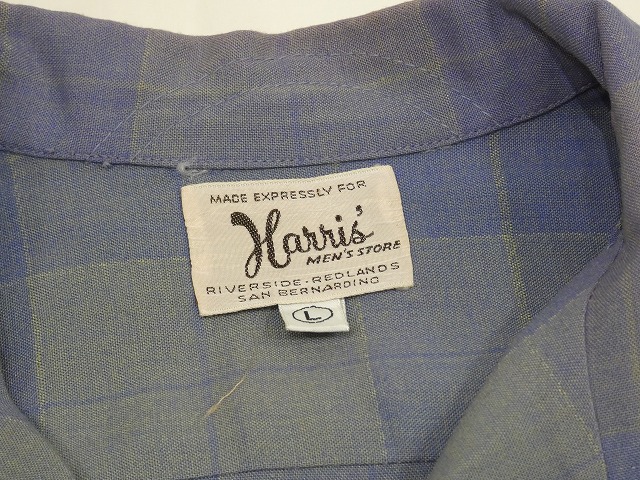 MADE EXPRESSLY FOR
Harris'
MEN'S STORE
RIVERSIDE-REDLANDS
SAN BERNARDINO
L